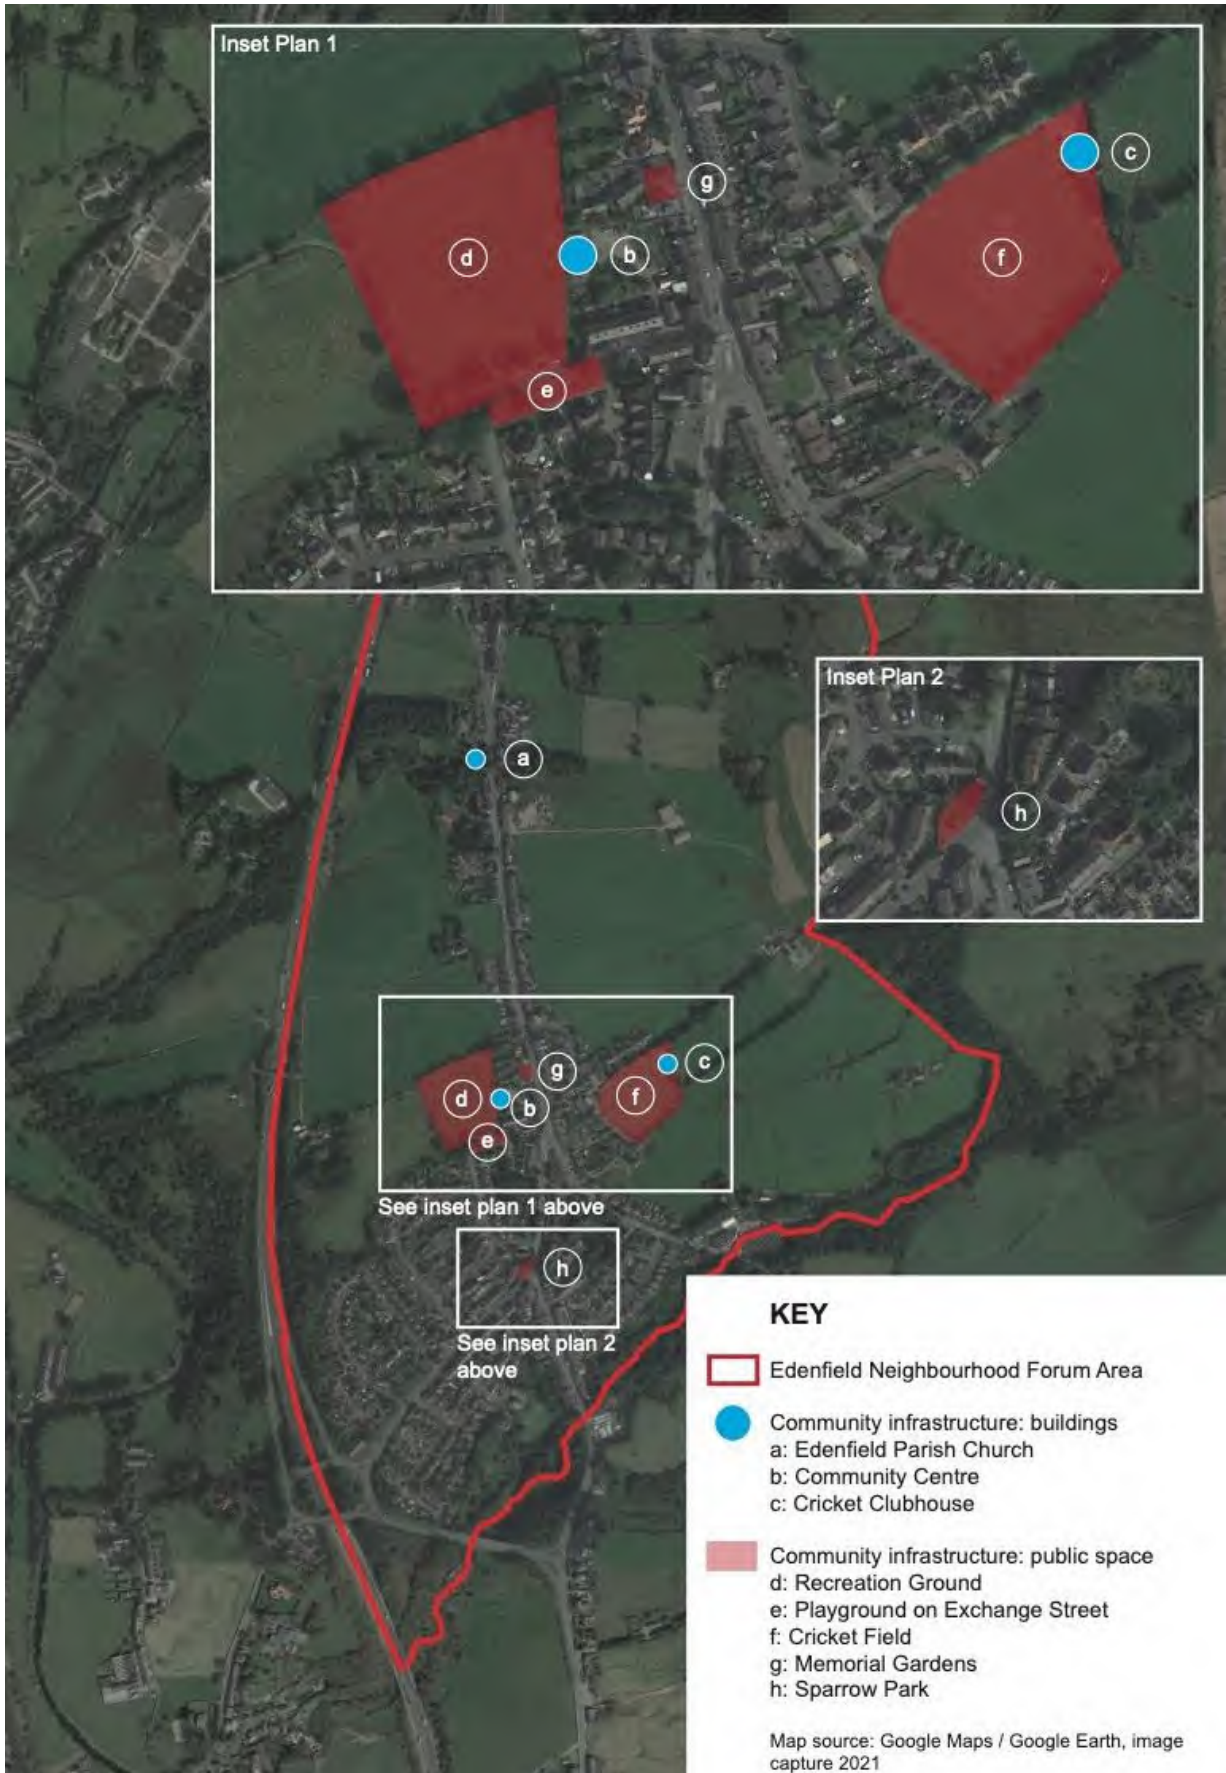 Inset Plan 1
c
g
d
b
f
e
Inset Plan 2
a
h
g
c
d
b
f
e
See inset plan 1 above
h
See inset plan 2
above
KEY
Edenfield Neighbourhood Forum Area
Community infrastructure: buildings
a: Edenfield Parish Church
b: Community Centre
c: Cricket Clubhouse
Community infrastructure: public space
d: Recreation Ground
e: Playground on Exchange Street
f: Cricket Field
g: Memorial Gardens
h: Sparrow Park
Map source: Google Maps / Google Earth, image
capture 2021